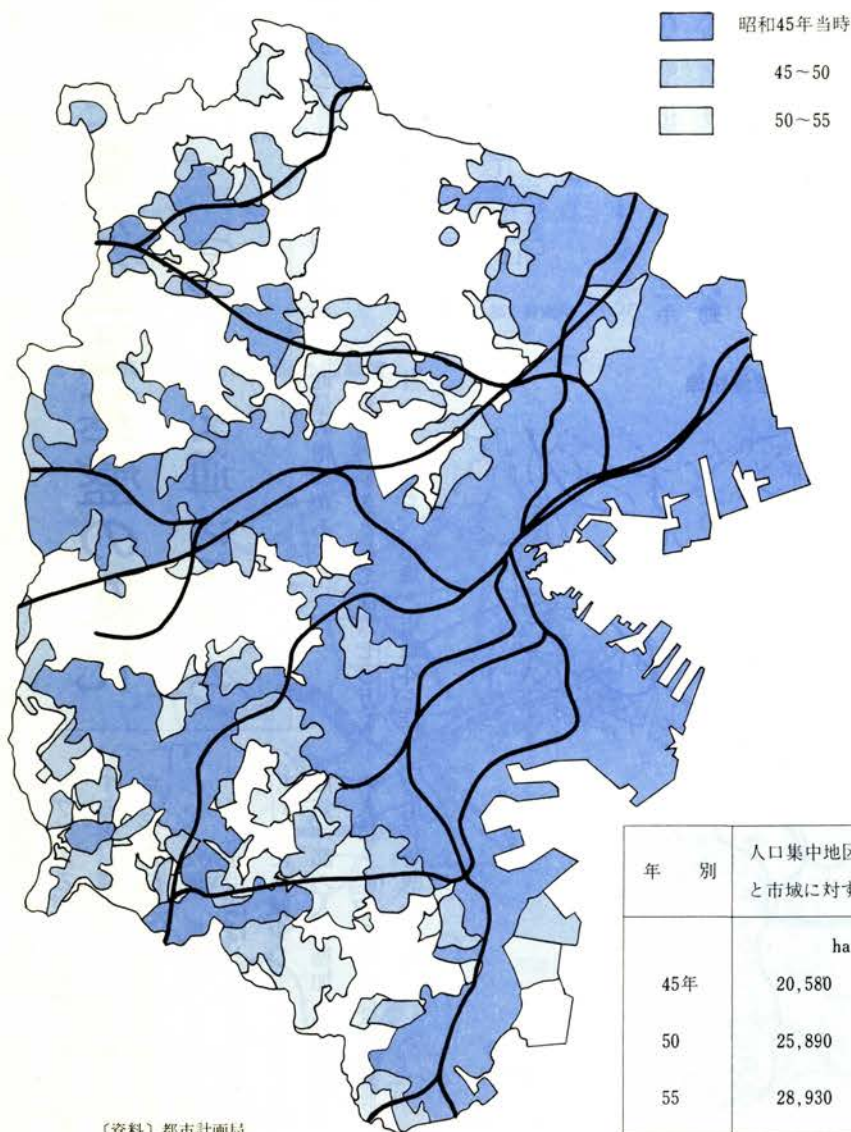 昭和45年当時
45～50
50～55
年　別
人口集中地区
と市域に対す
ha
45年　20,580
50　25,890
55　28,930
〔資料〕都市計画局